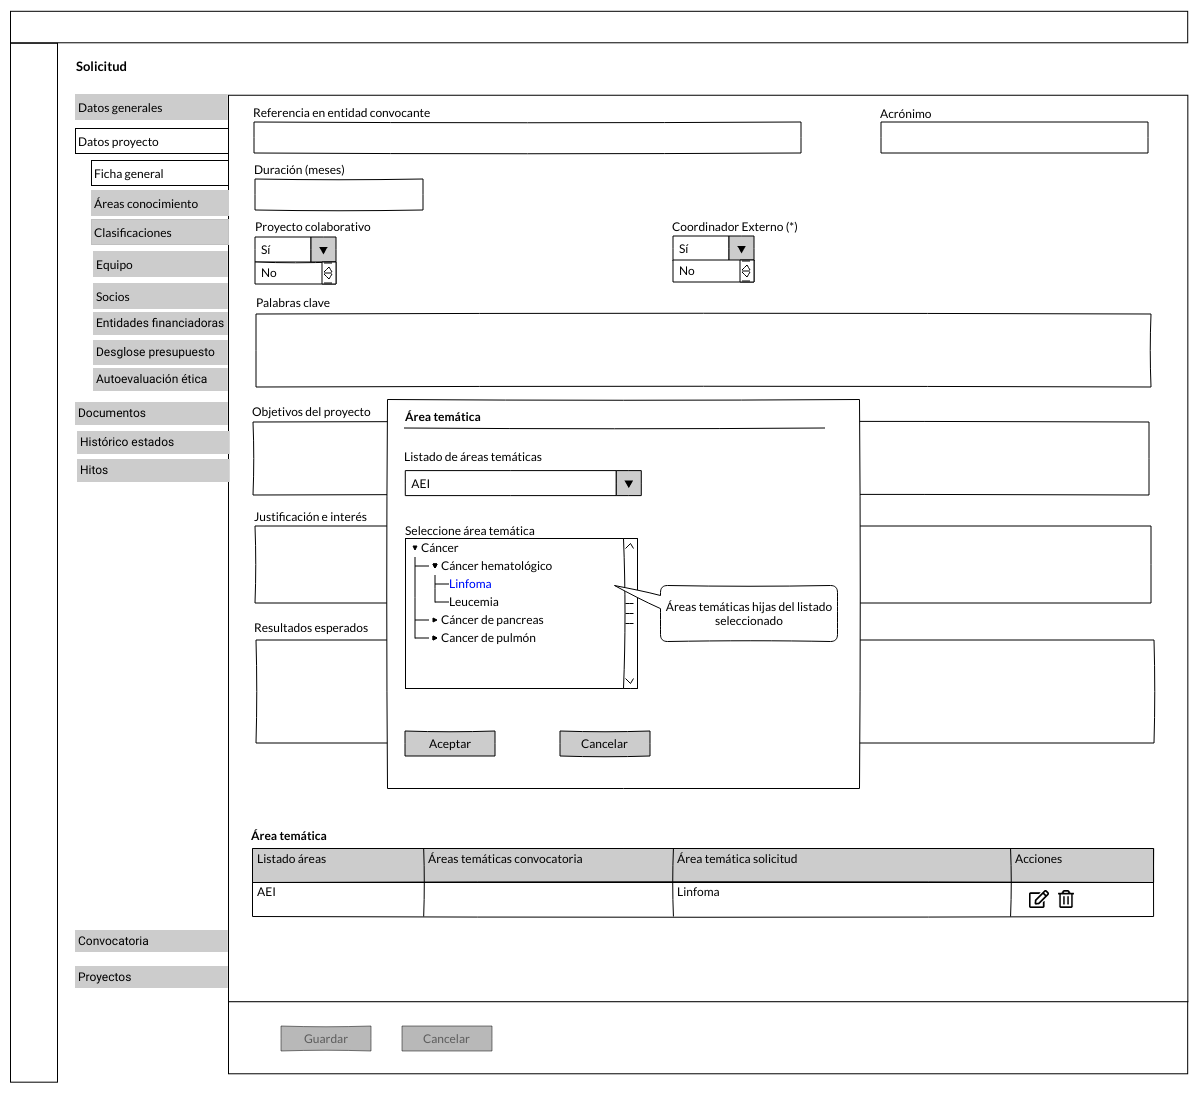 Solicitud
Datos generales
Datos proyecto
Ficha general
Áreas conocimiento
Clasificaciones
Equipo
Socios
Entidades financiadoras
Desglose presupuesto
Autoevaluación ética
Documentos
Histórico estados
Hitos
Convocatoria
Proyectos
Referencia en entidad convocante
Acrónimo
Duración (meses)
Proyecto colaborativo
Sí
No
Coordinador Externo (*)
Sí
No
Palabras clave
Objetivos del proyecto
Justificación e interés
Resultados esperados
Área temática
Listado de áreas temáticas
AEI
Seleccione área temática
Cáncer
Cáncer hematológico
Linfoma
Leucemia
Cáncer de pancreas
Cancer de pulmón
Áreas temáticas hijas del listado
seleccionado
Aceptar
Cancelar
Área temática
Listado áreas
Áreas temáticas convocatoria
Área temática solicitud
Acciones
AEI
Linfoma
Guardar
Cancelar